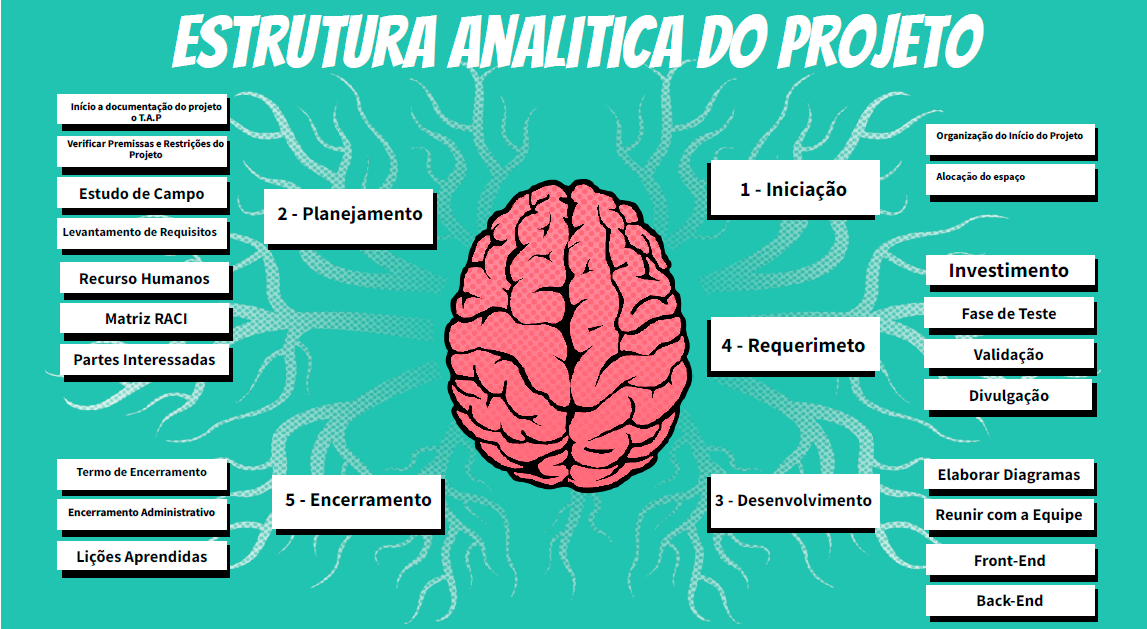 ESTRUTURA ANALITICA DO PROJETO
1 - Iniciação
Organização do Início do Projeto
Alocação do espaço
2 - Planejamento
Início a documentação do projeto
o T.A.P
Verificar Premissas e Restrições do
Projeto
Estudo de Campo
Levantamento de Requisitos
Recurso Humanos
Matriz RACI
Partes Interessadas
3 - Desenvolvimento
Elaborar Diagramas
Reunir com a Equipe
Front-End
Back-End
4 - Requerimeto
Investimento
Fase de Teste
Validação
Divulgação
5 - Encerramento
Termo de Encerramento
Encerramento Administrativo
Lições Aprendidas